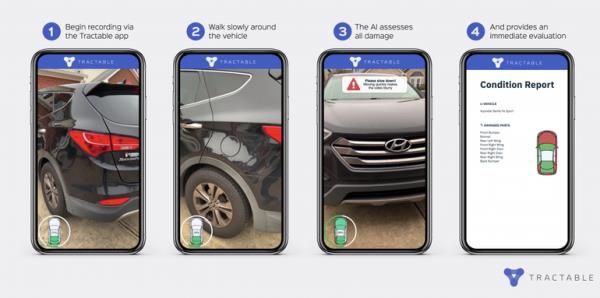 1 Begin recording via
the Tractable app
2 Walk slowly around
the vehicle
3 The AI assesses
all damage
4 And provides an
immediate evaluation
TRACTABLE
TRACTABLE
TRACTABLE
Please slow down!
Moving quickly makes
the video blurry
HYUNDAI
TRACTABLE
Condition Report
VEHICLE
Hyundai Santa Fe Sport
DAMAGED PARTS
Front Bumper
Bonnet
Rear Left Wing
Front Right Wing
Front Right Door
Rear Right Door
Rear Right Wing
Back Bumper
TRACTABLE